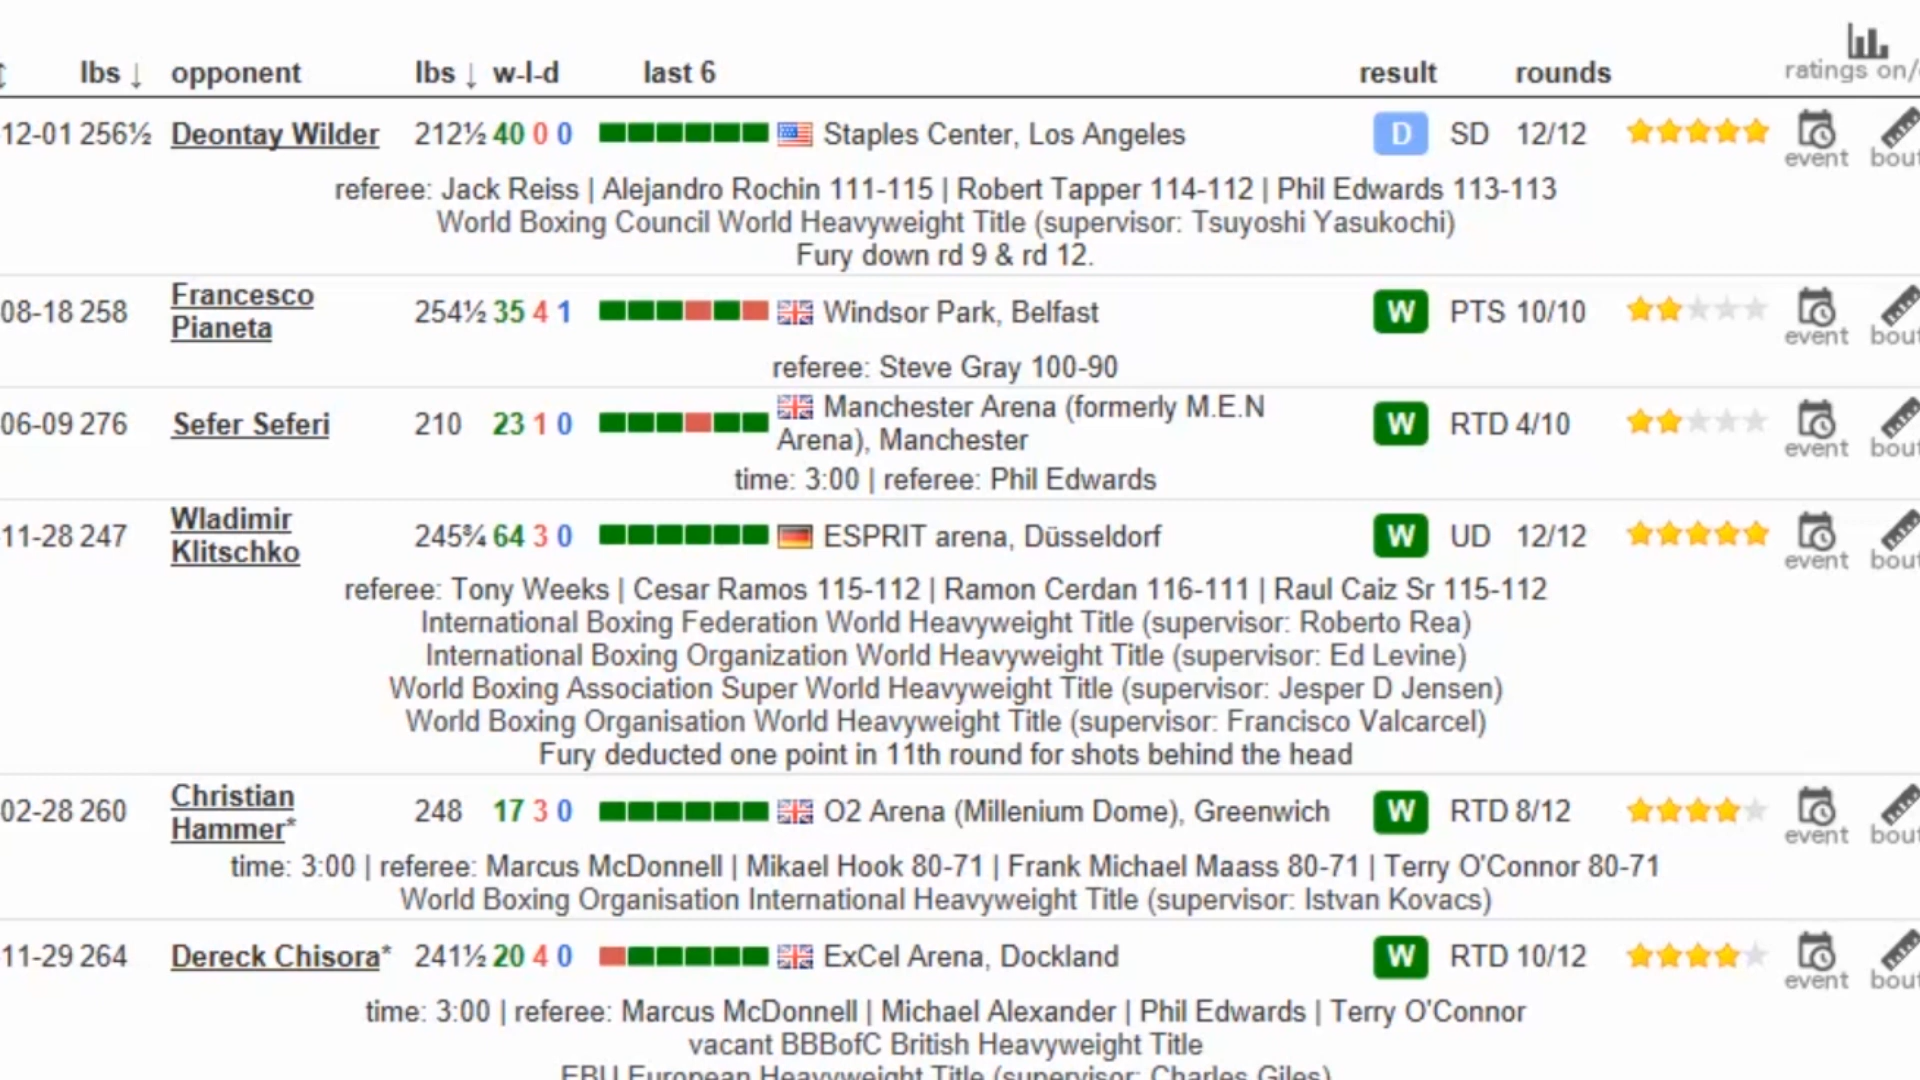 lbs ↓ opponent lbs ↓ w-l-d last 6 result rounds
ratings on/
12-01 256½ Deontay Wilder 212½ 40 0 0 Staples Center, Los Angeles D SD 12/12
event bout
referee: Jack Reiss | Alejandro Rochin 111-115 | Robert Tapper 114-112 | Phil Edwards 113-113
World Boxing Council World Heavyweight Title (supervisor: Tsuyoshi Yasukochi)
Fury down rd 9 & rd 12.
08-18 258 Francesco Pianeta 254½ 35 4 1 Windsor Park, Belfast W PTS 10/10
event bout
referee: Steve Gray 100-90
06-09 276 Sefer Seferi 210 23 1 0 Manchester Arena (formerly M.E.N Arena), Manchester W RTD 4/10
event bout
time: 3:00 | referee: Phil Edwards
11-28 247 Wladimir Klitschko 245¾ 64 3 0 ESPRIT arena, Düsseldorf W UD 12/12
event bout
referee: Tony Weeks | Cesar Ramos 115-112 | Ramon Cerdan 116-111 | Raul Caiz Sr 115-112
International Boxing Federation World Heavyweight Title (supervisor: Roberto Rea)
International Boxing Organization World Heavyweight Title (supervisor: Ed Levine)
World Boxing Association Super World Heavyweight Title (supervisor: Jesper D Jensen)
World Boxing Organisation World Heavyweight Title (supervisor: Francisco Valcarcel)
Fury deducted one point in 11th round for shots behind the head
02-28 260 Christian Hammer* 248 17 3 0 O2 Arena (Millenium Dome), Greenwich W RTD 8/12
event bout
time: 3:00 | referee: Marcus McDonnell | Mikael Hook 80-71 | Frank Michael Maass 80-71 | Terry O'Connor 80-71
World Boxing Organisation International Heavyweight Title (supervisor: Istvan Kovacs)
11-29 264 Dereck Chisora* 241½ 20 4 0 ExCel Arena, Dockland W RTD 10/12
event bout
time: 3:00 | referee: Marcus McDonnell | Michael Alexander | Phil Edwards | Terry O'Connor
vacant BBBofC British Heavyweight Title
EBU European Heavyweight Title (supervisor: Charles Giles)